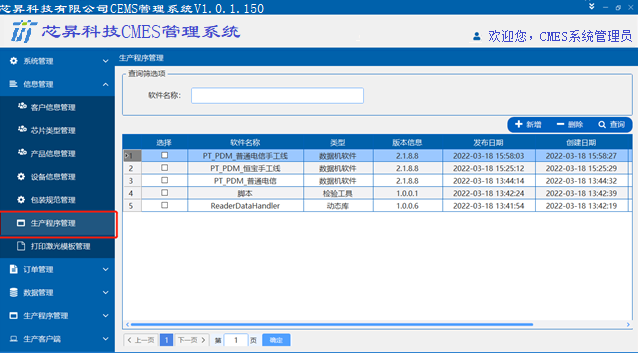 芯昇科技有限公司CEMS管理系统V1.0.1.150
芯昇科技CMES管理系统
欢迎您，CMES系统管理员
系统管理
信息管理
客户信息管理
芯片类型管理
产品信息管理
设备信息管理
包装规范管理
生产程序管理
打印激光模板管理
订单管理
数据管理
生产程序管理
生产客户端
生产程序管理
查询筛选项
软件名称：
新增 删除 查询
选择 软件名称 类型 版本信息 发布日期 创建日期
1 PT_PDM_普通电信手工线 数据机软件 2.1.8.8 2022-03-18 15:58:03 2022-03-18 15:58:27
2 PT_PDM_恒宝手工线 数据机软件 2.1.8.8 2022-03-18 15:25:12 2022-03-18 15:25:29
3 PT_PDM_普通电信 数据机软件 2.1.8.8 2022-03-18 13:44:14 2022-03-18 13:44:32
4 脚本 检验工具 1.0.0.1 2022-03-18 13:42:24 2022-03-18 13:42:39
5 ReaderDataHandler 动态库 1.0.0.6 2022-03-18 13:41:54 2022-03-18 13:42:19
上一页 1 下一页 第 1 页 确定